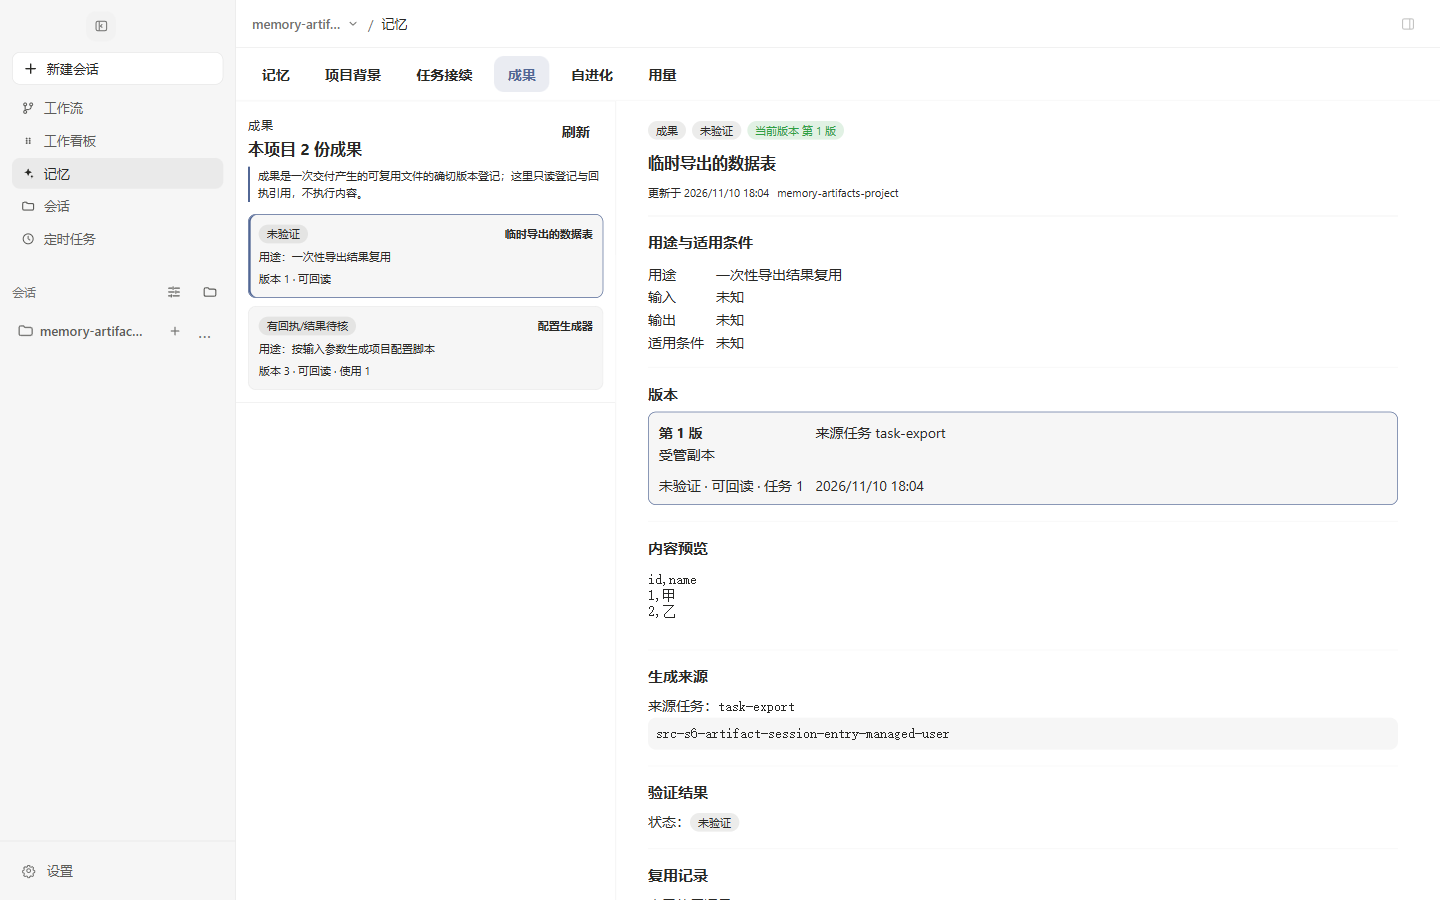 新建会话
工作流
工作看板
记忆
会话
定时任务
会话
memory-artifac...
设置
memory-artif... / 记忆
记忆 项目背景 任务接续 成果 自进化 用量
成果
本项目 2 份成果
刷新
成果是一次交付产生的可复用文件的确切版本登记；这里只读登记与回
执引用，不执行内容。
未验证 临时导出的数据表
用途：一次性导出结果复用
版本 1 · 可回读
有回执/结果待核 配置生成器
用途：按输入参数生成项目配置脚本
版本 3 · 可回读 · 使用 1
成果 未验证 当前版本 第 1 版
临时导出的数据表
更新于 2026/11/10 18:04 memory-artifacts-project
用途与适用条件
用途 一次性导出结果复用
输入 未知
输出 未知
适用条件 未知
版本
第 1 版 来源任务 task-export
受管副本
未验证 · 可回读 · 任务 1 2026/11/10 18:04
内容预览
id,name
1,甲
2,乙
生成来源
来源任务：task-export
src-s6-artifact-session-entry-managed-user
验证结果
状态：未验证
复用记录